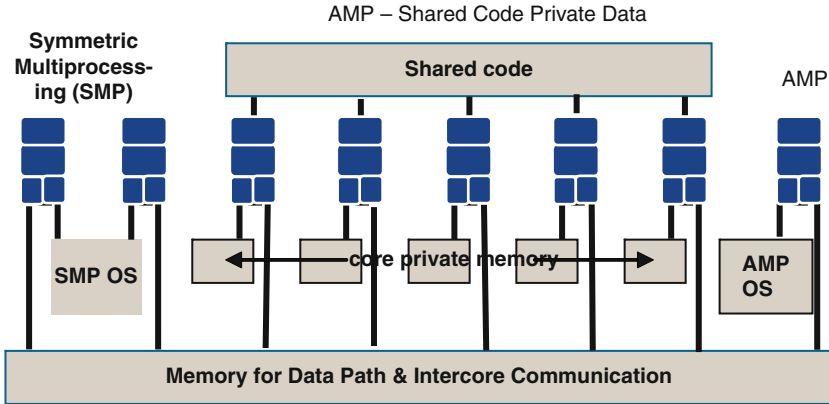 AMP – Shared Code Private Data
Symmetric
Multiprocess-
ing (SMP)
Shared code
AMP
core private memory
SMP OS
AMP
OS
Memory for Data Path & Intercore Communication